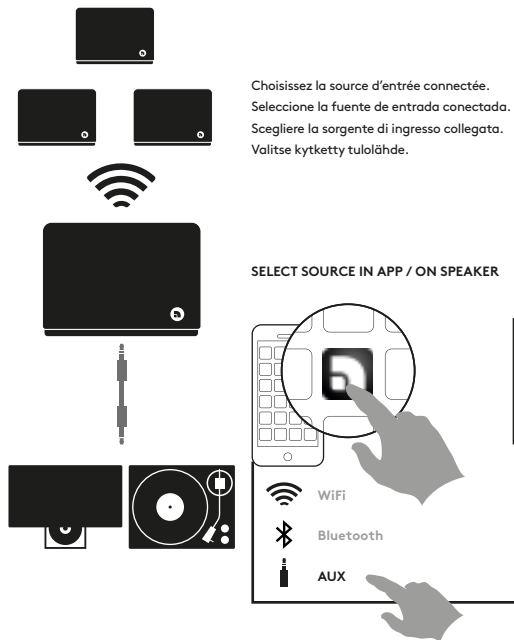 Choisissez la source d’entrée connectée.
Seleccione la fuente de entrada conectada.
Scegliere la sorgente di ingresso collegata.
Valitse kytketty tulolähde.
SELECT SOURCE IN APP / ON SPEAKER
WiFi
Bluetooth
AUX